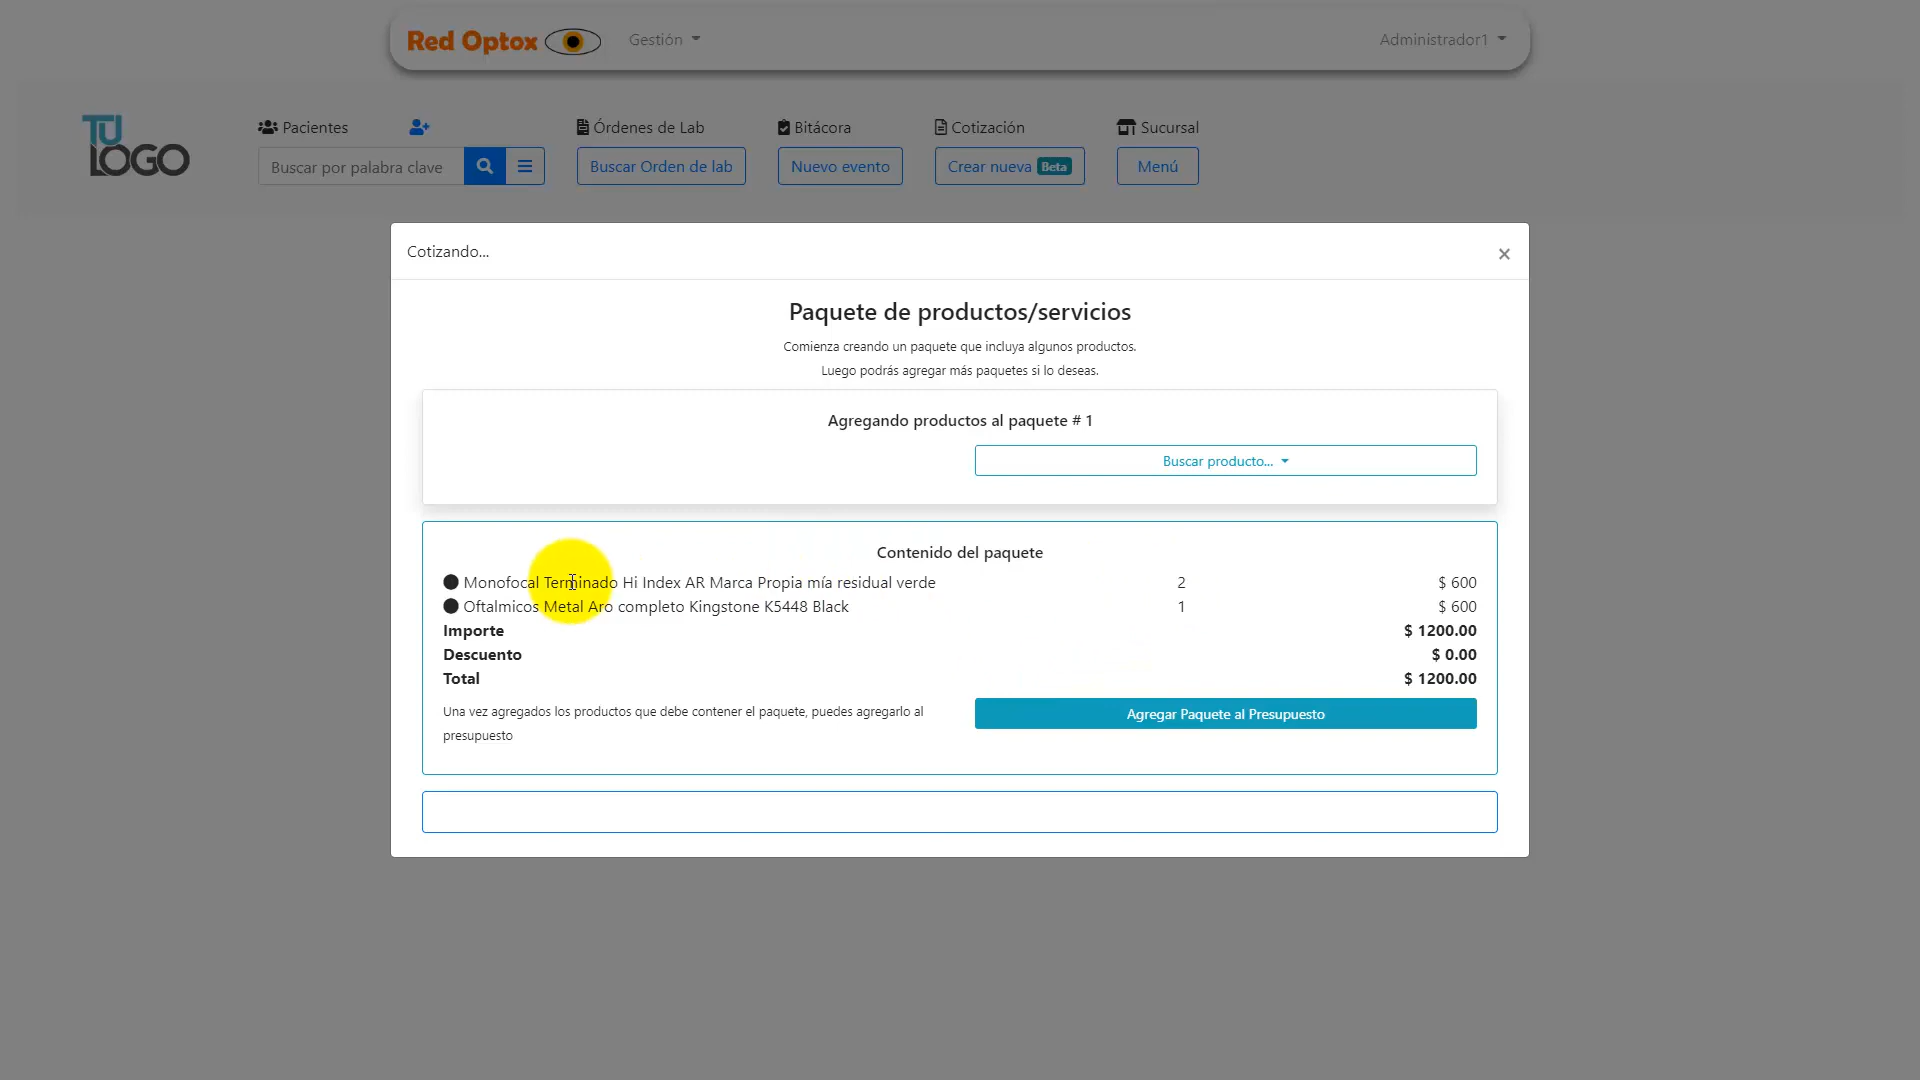 Red Optox
Gestión
Administrador1
TU LOGO
Pacientes
Órdenes de Lab
Bitácora
Cotización
Sucursal
Buscar por palabra clave
Buscar Orden de lab
Nuevo evento
Crear nueva Beta
Menú
Cotizando...
×
Paquete de productos/servicios
Comienza creando un paquete que incluya algunos productos.
Luego podrás agregar más paquetes si lo deseas.
Agregando productos al paquete # 1
Buscar producto...
Contenido del paquete
Monofocal Terminado Hi Index AR Marca Propia mía residual verde 2 $ 600
Oftalmicos Metal Aro completo Kingstone K5448 Black 1 $ 600
Importe $ 1200.00
Descuento $ 0.00
Total $ 1200.00
Una vez agregados los productos que debe contener el paquete, puedes agregarlo al
presupuesto
Agregar Paquete al Presupuesto